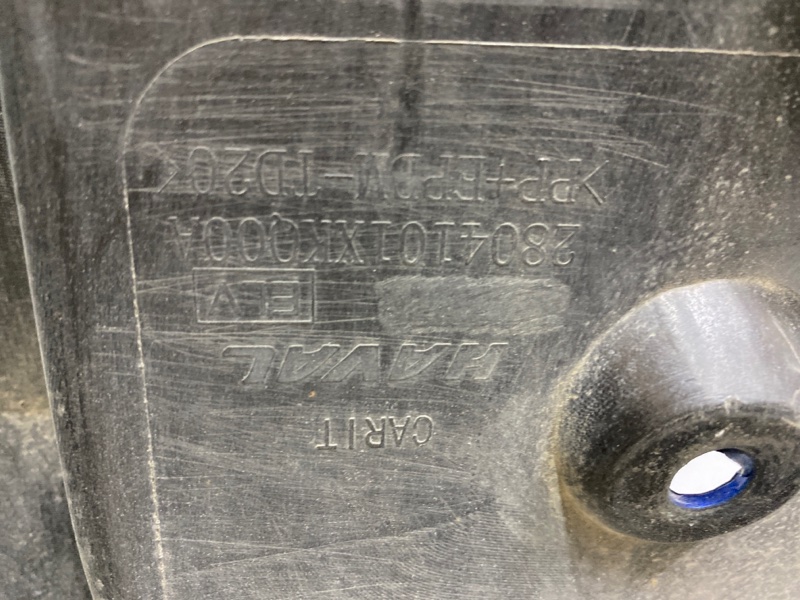 CARIT
HAVAL
ELV
2804101XKQ00A
>PP+EPDM-TD20<